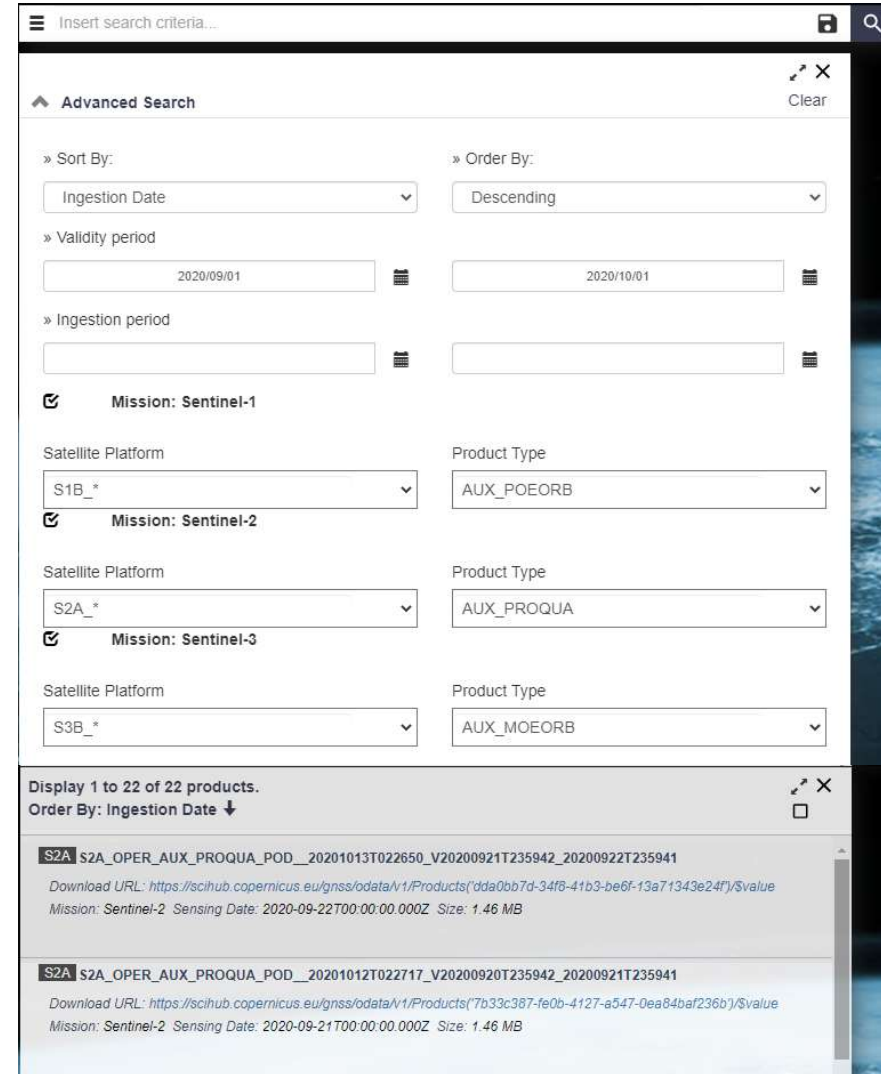 Insert search criteria...
Advanced Search
Clear
» Sort By:
» Order By:
Ingestion Date
Descending
» Validity period
2020/09/01
2020/10/01
» Ingestion period
Mission: Sentinel-1
Satellite Platform
Product Type
S1B_*
AUX_POEORB
Mission: Sentinel-2
Satellite Platform
Product Type
S2A_*
AUX_PROQUA
Mission: Sentinel-3
Satellite Platform
Product Type
S3B_*
AUX_MOEORB
Display 1 to 22 of 22 products.
Order By: Ingestion Date
S2A S2A_OPER_AUX_PROQUA_POD__20201013T022650_V20200921T235942_20200922T235941
Download URL: https://scihub.copernicus.eu/gnss/odata/v1/Products('dda0bb7d-34f8-41b3-be6f-13a71343e24f')/$value
Mission: Sentinel-2 Sensing Date: 2020-09-22T00:00:00.000Z Size: 1.46 MB
S2A S2A_OPER_AUX_PROQUA_POD__20201012T022717_V20200920T235942_20200921T235941
Download URL: https://scihub.copernicus.eu/gnss/odata/v1/Products('7b33c387-fe0b-4127-a547-0ea84baf236b')/$value
Mission: Sentinel-2 Sensing Date: 2020-09-21T00:00:00.000Z Size: 1.46 MB